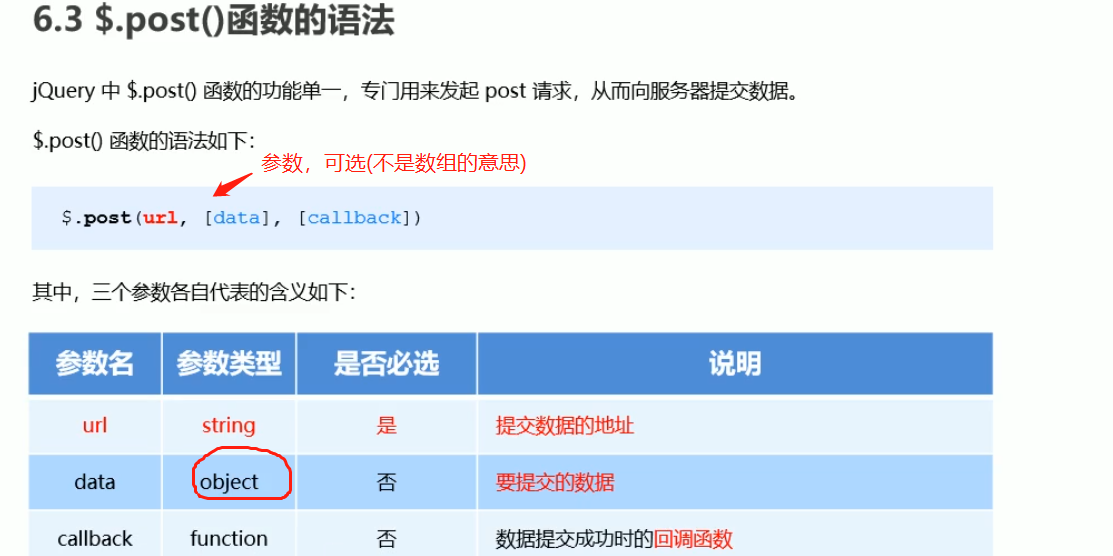 6.3 $.post()函数的语法
jQuery 中 $.post() 函数的功能单一，专门用来发起 post 请求，从而向服务器提交数据。
$.post() 函数的语法如下：
参数，可选(不是数组的意思)
$.post(url, [data], [callback])
其中，三个参数各自代表的含义如下：
参数名 参数类型 是否必选 说明
url string 是 提交数据的地址
data object 否 要提交的数据
callback function 否 数据提交成功时的回调函数